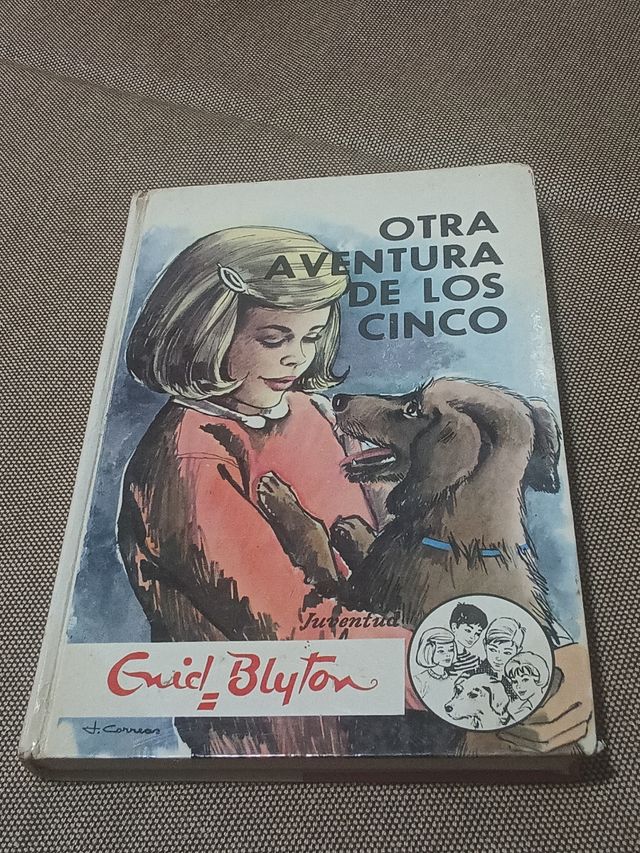 OTRA
AVENTURA
DE LOS
CINCO
Juventud
Enid Blyton
J. Correas